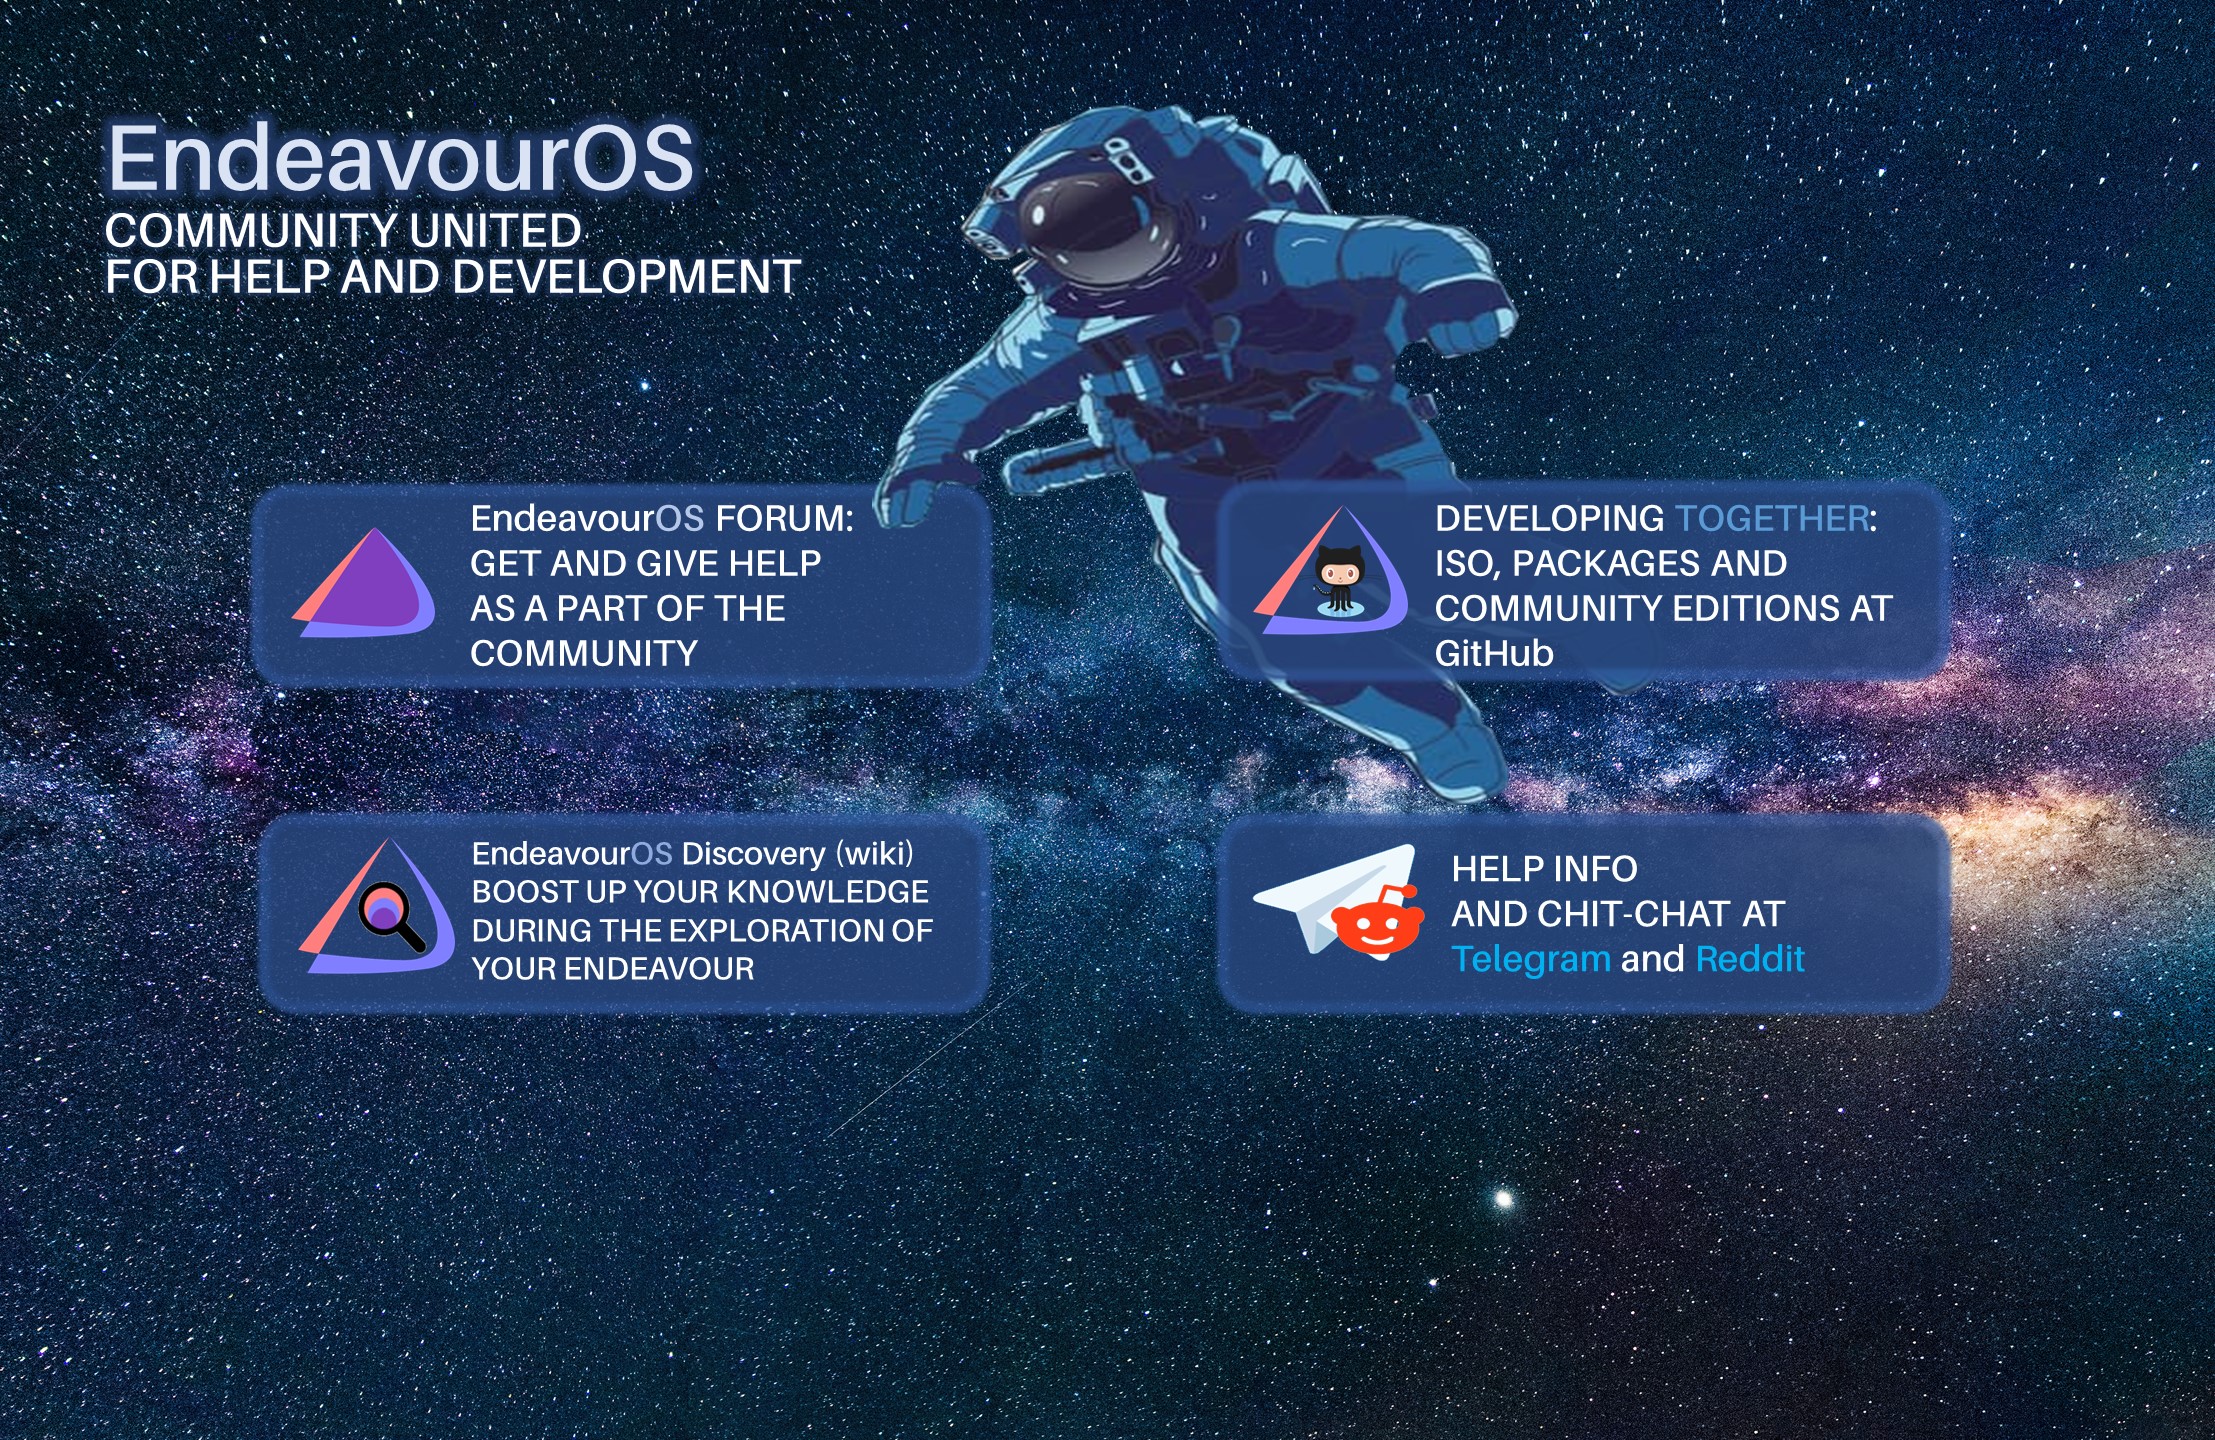 EndeavourOS
COMMUNITY UNITED
FOR HELP AND DEVELOPMENT
EndeavourOS FORUM:
GET AND GIVE HELP
AS A PART OF THE
COMMUNITY
DEVELOPING TOGETHER:
ISO, PACKAGES AND
COMMUNITY EDITIONS AT
GitHub
EndeavourOS Discovery (wiki)
BOOST UP YOUR KNOWLEDGE
DURING THE EXPLORATION OF
YOUR ENDEAVOUR
HELP INFO
AND CHIT-CHAT AT
Telegram and Reddit